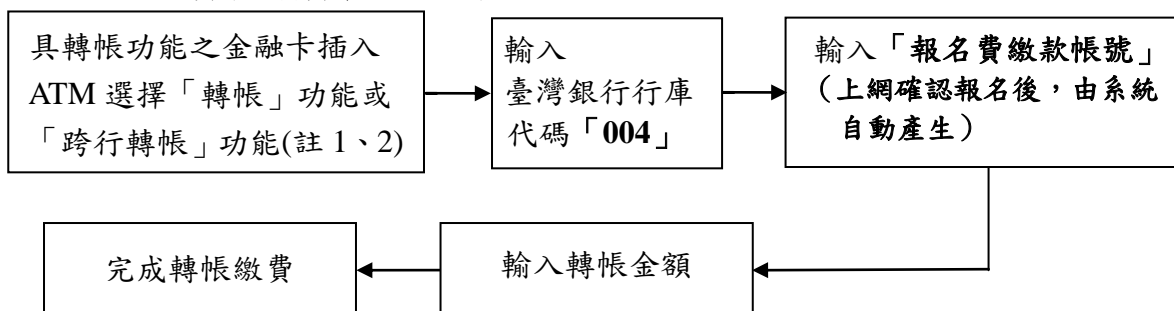 具轉帳功能之金融卡插入
ATM 選擇「轉帳」功能或
「跨行轉帳」功能(註 1、2)
輸入
臺灣銀行行庫
代碼「004」
輸入「報名費繳款帳號」
（上網確認報名後，由系統
自動產生）
輸入轉帳金額
完成轉帳繳費